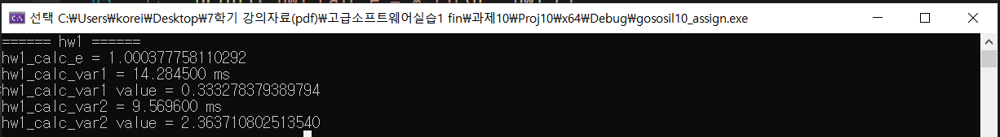 선택 C:\Users\korei\Desktop\7학기 강의자료(pdf)\고급소프트웨어실습1 fin\과제10\Proj10\x64\Debug\gososil10_assign.exe
====== hw1 ======
hw1_calc_e = 1.000377758110292
hw1_calc_var1 = 14.284500 ms
hw1_calc_var1 value = 0.333278379389794
hw1_calc_var2 = 9.569600 ms
hw1_calc_var2 value = 2.363710802513540